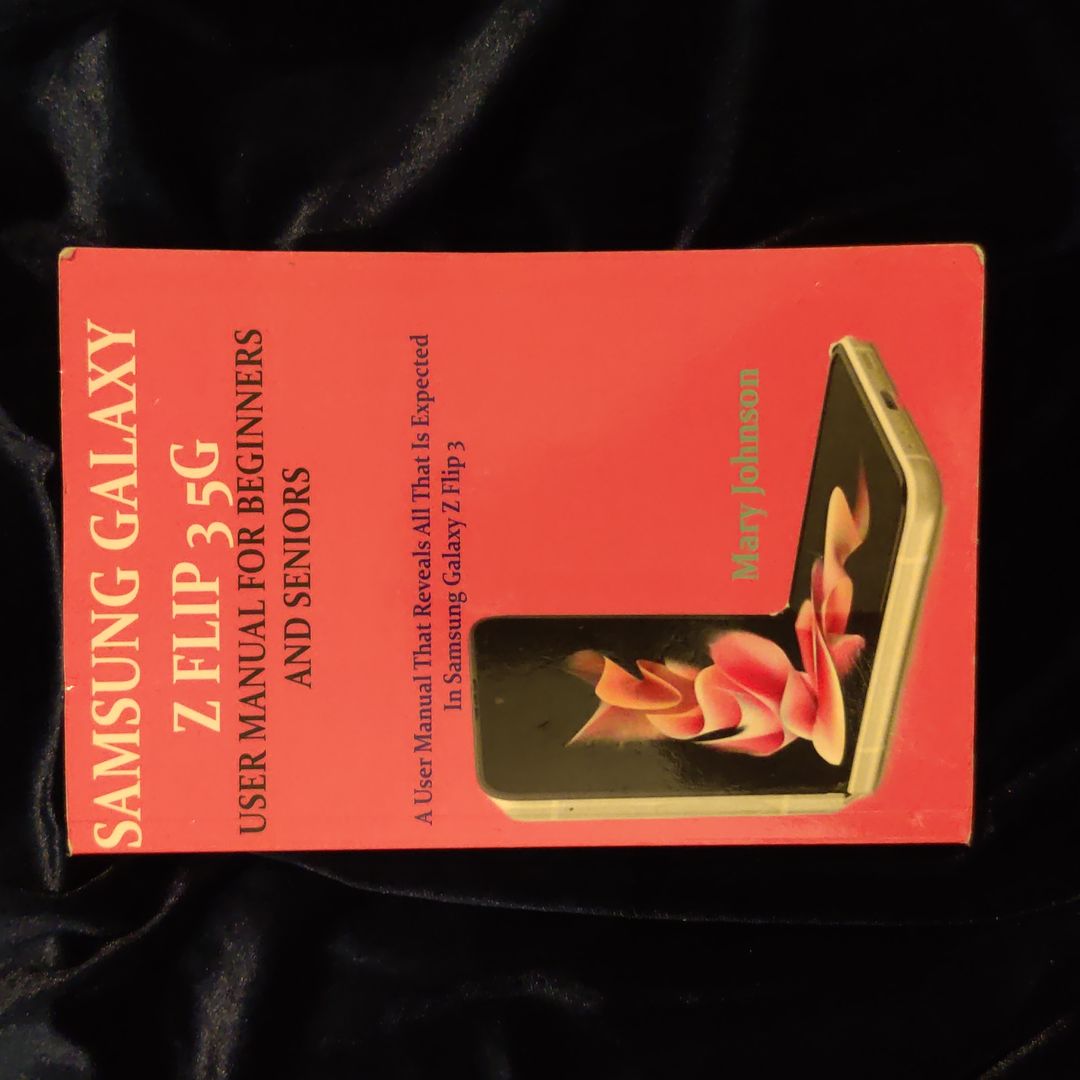 SAMSUNG GALAXY
Z FLIP 3 5G
USER MANUAL FOR BEGINNERS
AND SENIORS
A User Manual That Reveals All That Is Expected
In Samsung Galaxy Z Flip 3
Mary Johnson